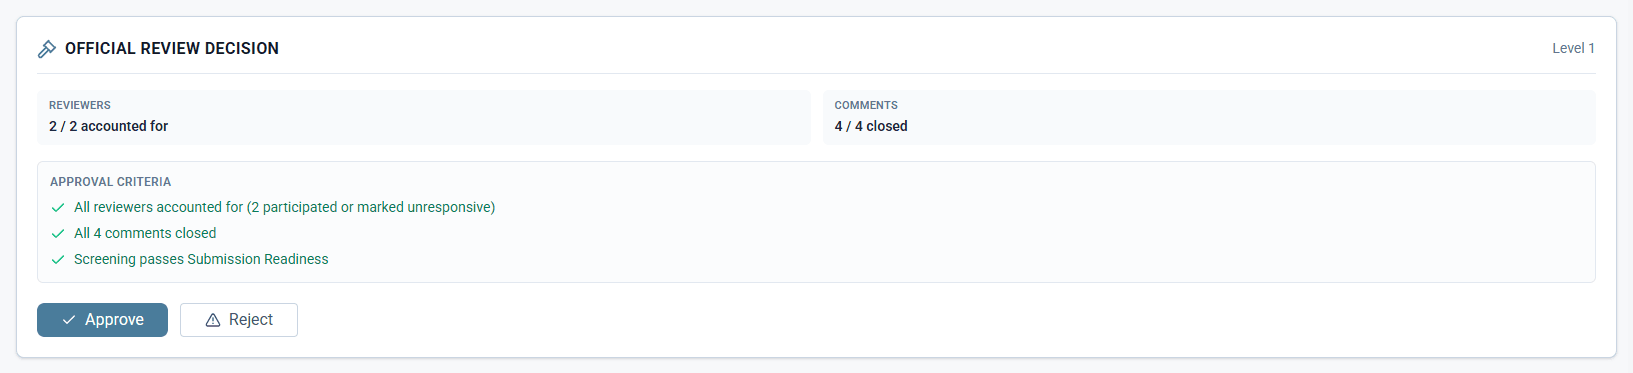 OFFICIAL REVIEW DECISION
Level 1
REVIEWERS
2 / 2 accounted for
COMMENTS
4 / 4 closed
APPROVAL CRITERIA
All reviewers accounted for (2 participated or marked unresponsive)
All 4 comments closed
Screening passes Submission Readiness
Approve
Reject